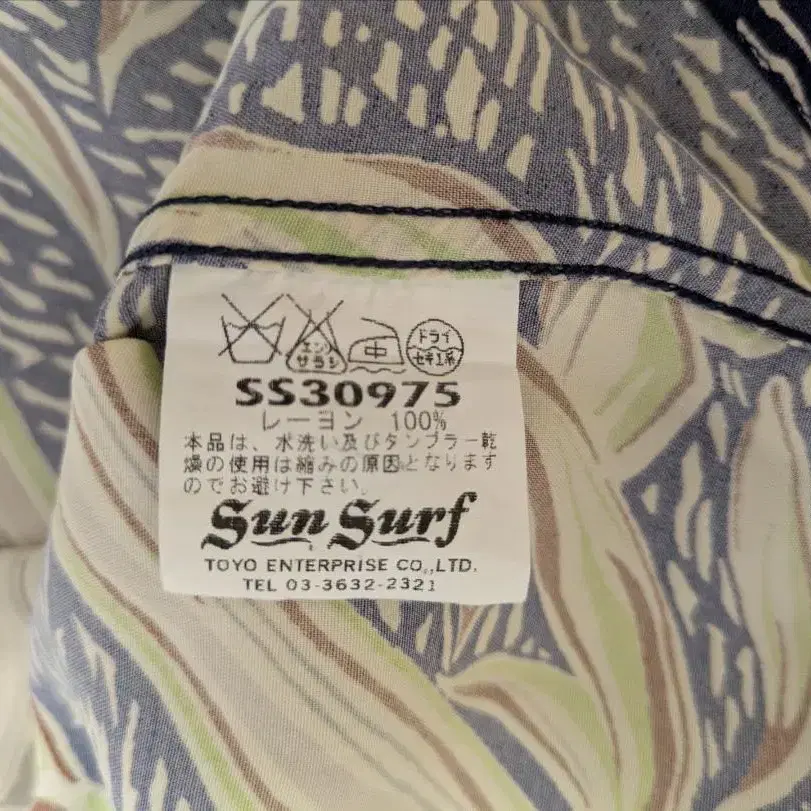 エンソ
サラシ
中
ドライ
セキユ系
SS30975
レーヨン 100%
本品は、水洗い及びタンブラー乾
燥の使用は縮みの原因となります
のでお避け下さい。
Sun Surf
TOYO ENTERPRISE CO.,LTD.
TEL 03-3632-2321